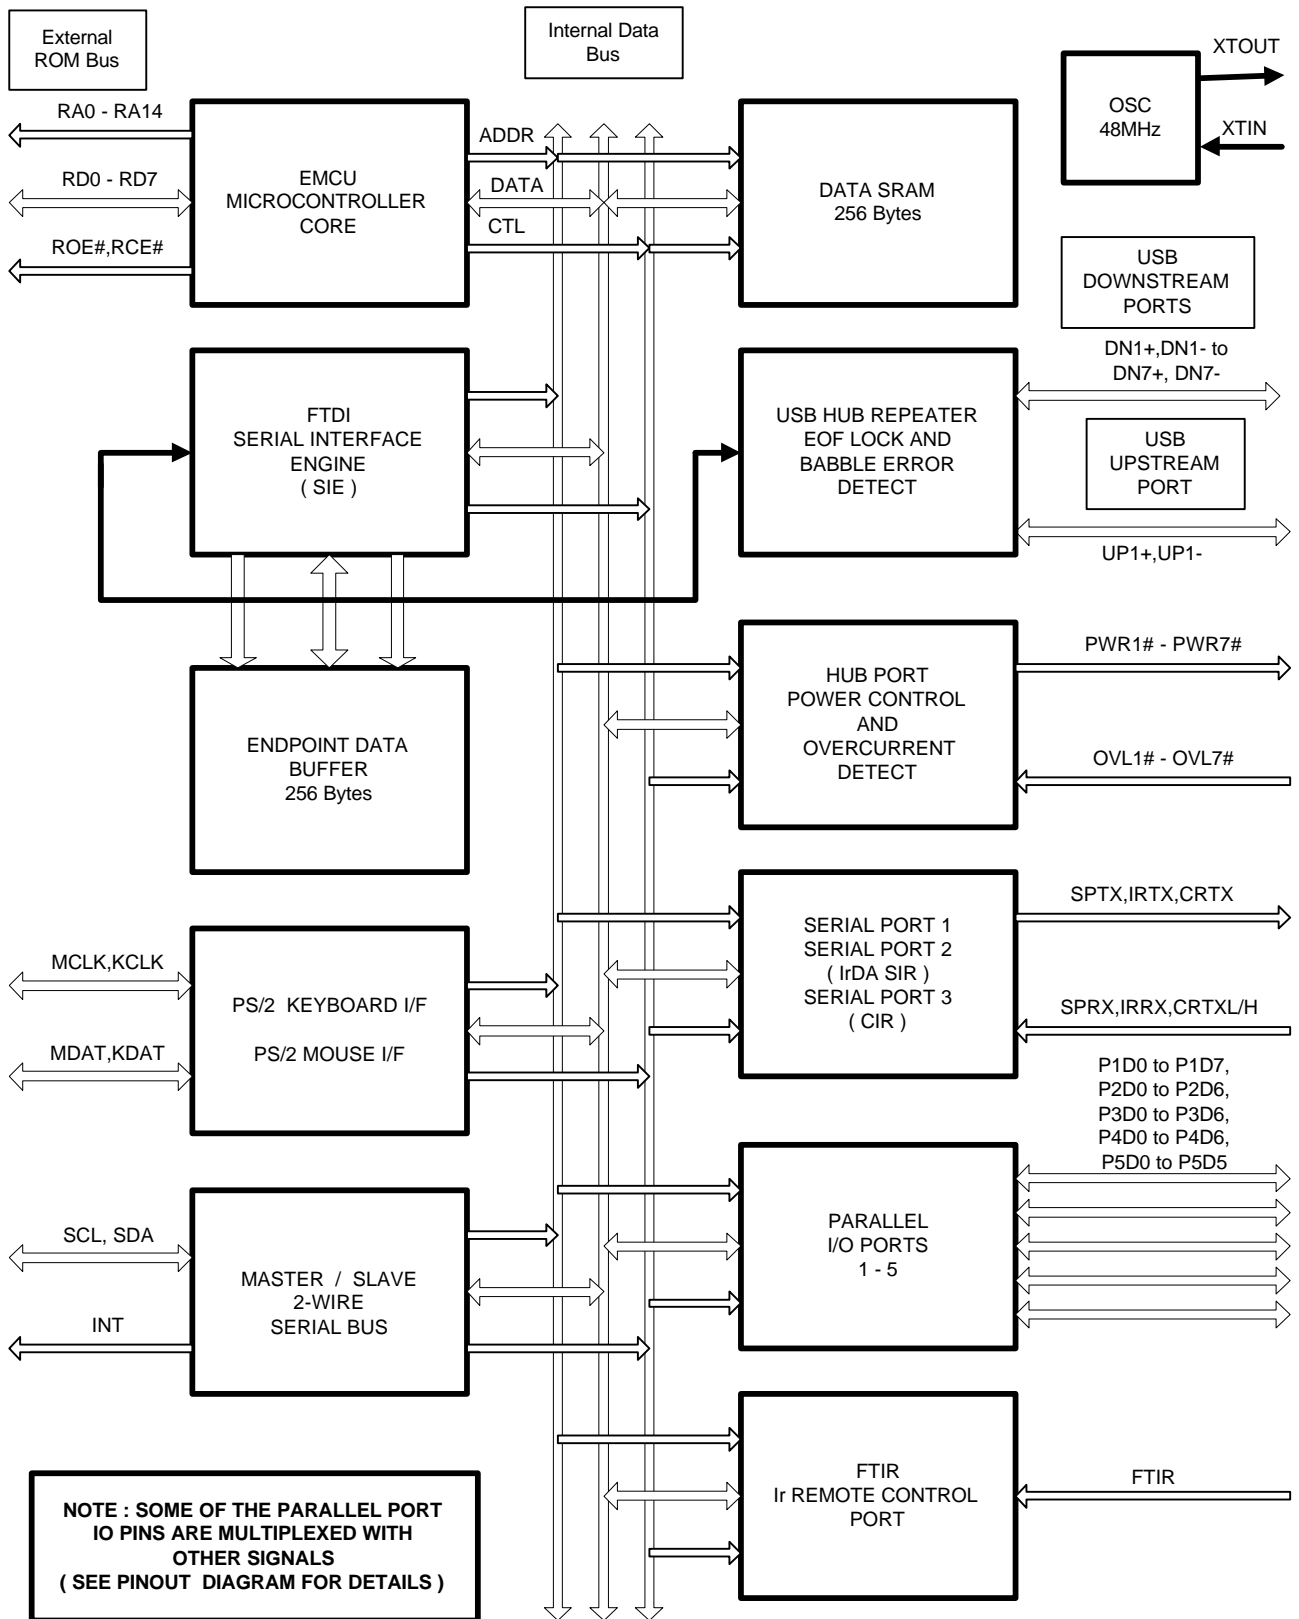 External
ROM Bus
Internal Data
Bus
XTOUT
OSC
48MHz
XTIN
RA0 - RA14
RD0 - RD7
ROE#,RCE#
EMCU
MICROCONTROLLER
CORE
ADDR
DATA
CTL
DATA SRAM
256 Bytes
USB
DOWNSTREAM
PORTS
DN1+,DN1- to
DN7+, DN7-
FTDI
SERIAL INTERFACE
ENGINE
( SIE )
USB HUB REPEATER
EOF LOCK AND
BABBLE ERROR
DETECT
USB
UPSTREAM
PORT
UP1+,UP1-
ENDPOINT DATA
BUFFER
256 Bytes
HUB PORT
POWER CONTROL
AND
OVERCURRENT
DETECT
PWR1# - PWR7#
OVL1# - OVL7#
MCLK,KCLK
MDAT,KDAT
PS/2  KEYBOARD I/F
PS/2 MOUSE I/F
SERIAL PORT 1
SERIAL PORT 2
( IrDA SIR )
SERIAL PORT 3
( CIR )
SPTX,IRTX,CRTX
SPRX,IRRX,CRTXL/H
P1D0 to P1D7,
P2D0 to P2D6,
P3D0 to P3D6,
P4D0 to P4D6,
P5D0 to P5D5
SCL, SDA
INT
MASTER  /  SLAVE
2-WIRE
SERIAL BUS
PARALLEL
I/O PORTS
1 - 5
FTIR
Ir REMOTE CONTROL
PORT
FTIR
NOTE : SOME OF THE PARALLEL PORT
IO PINS ARE MULTIPLEXED WITH
OTHER SIGNALS
( SEE PINOUT  DIAGRAM FOR DETAILS )